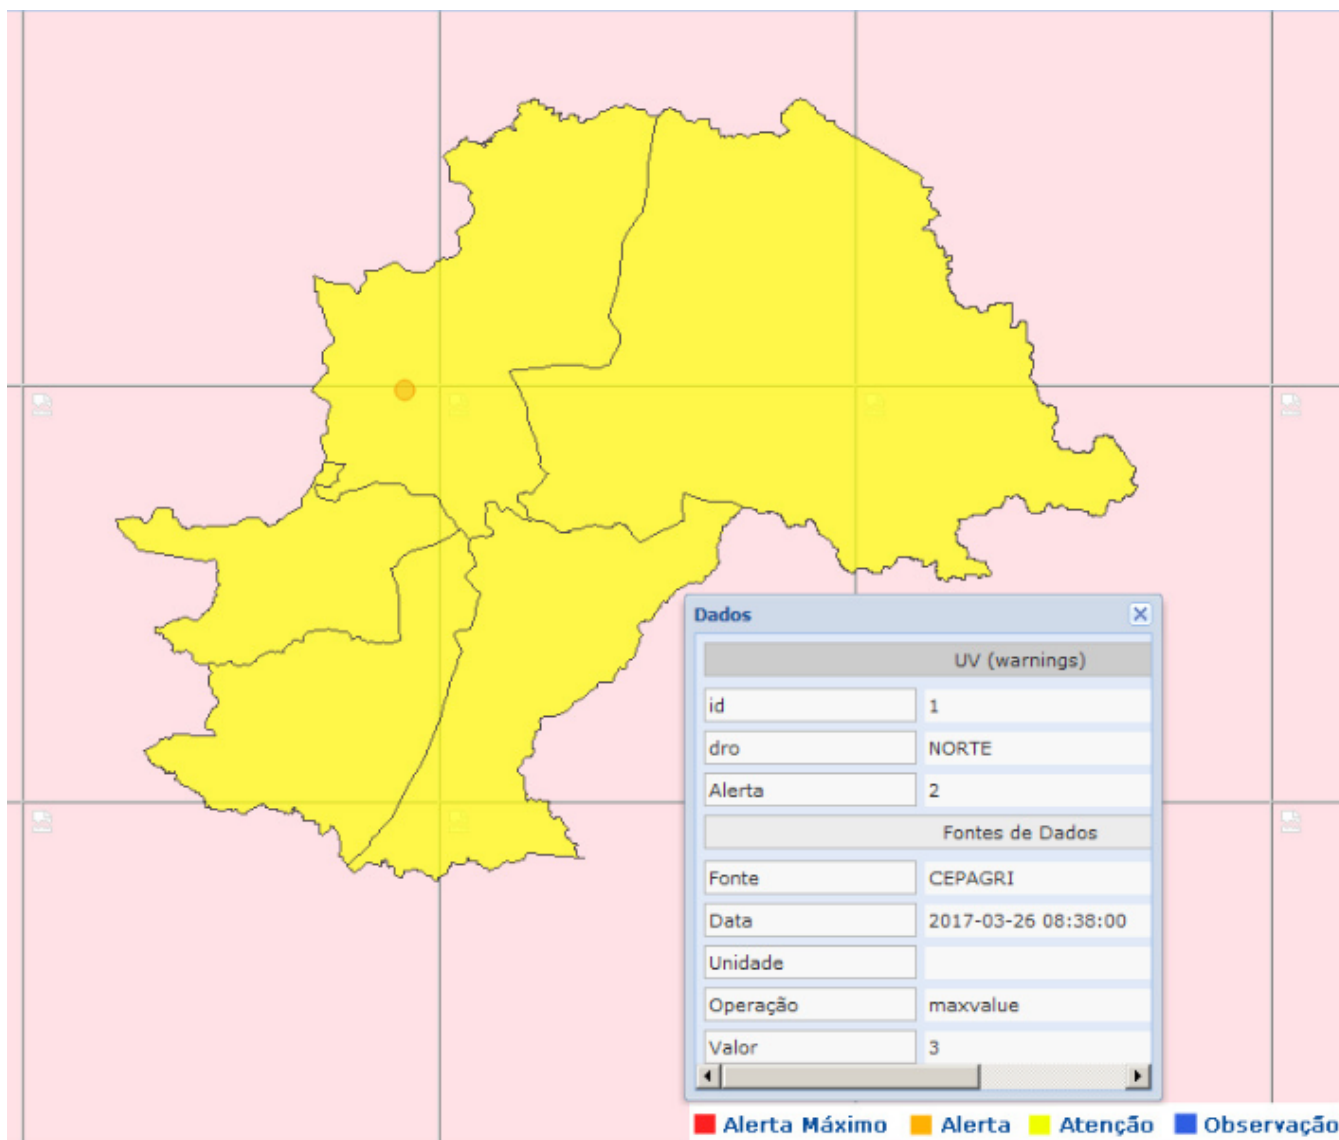 Dados
UV (warnings)
id 1
dro NORTE
Alerta 2
Fontes de Dados
Fonte CEPAGRI
Data 2017-03-26 08:38:00
Unidade
Operação maxvalue
Valor 3
Alerta Máximo Alerta Atenção Observação